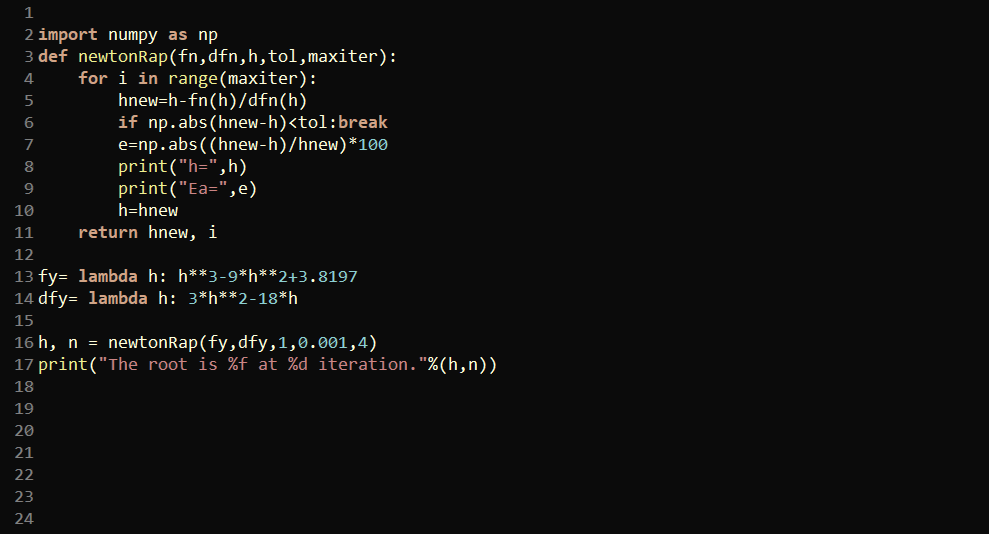 1
2 import numpy as np
3 def newtonRap(fn,dfn,h,tol,maxiter):
4     for i in range(maxiter):
5         hnew=h-fn(h)/dfn(h)
6         if np.abs(hnew-h)<tol:break
7         e=np.abs((hnew-h)/hnew)*100
8         print("h=",h)
9         print("Ea=",e)
10         h=hnew
11     return hnew, i
12
13 fy= lambda h: h**3-9*h**2+3.8197
14 dfy= lambda h: 3*h**2-18*h
15
16 h, n = newtonRap(fy,dfy,1,0.001,4)
17 print("The root is %f at %d iteration."%(h,n))
18
19
20
21
22
23
24